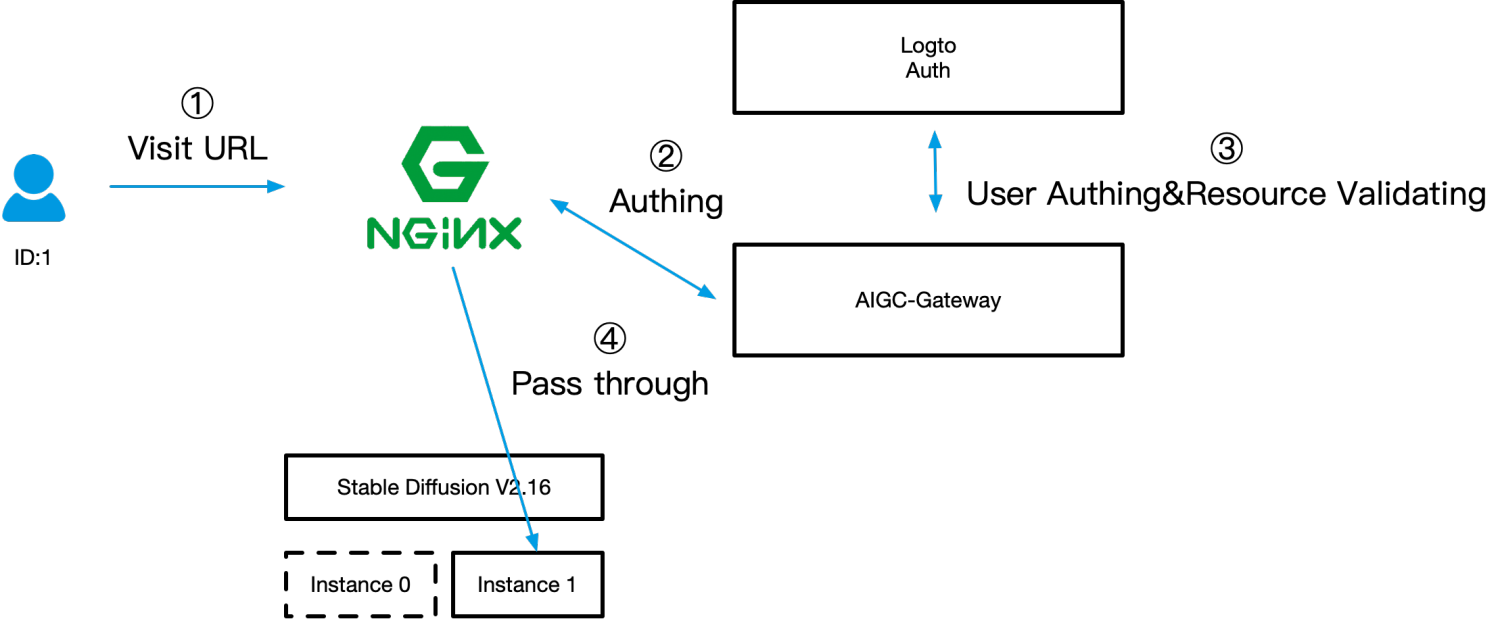 Logto
Auth
①
Visit URL
②
Authing
③
User Authing&Resource Validating
NGiNX
ID:1
AIGC-Gateway
④
Pass through
Stable Diffusion V2.16
Instance 0
Instance 1